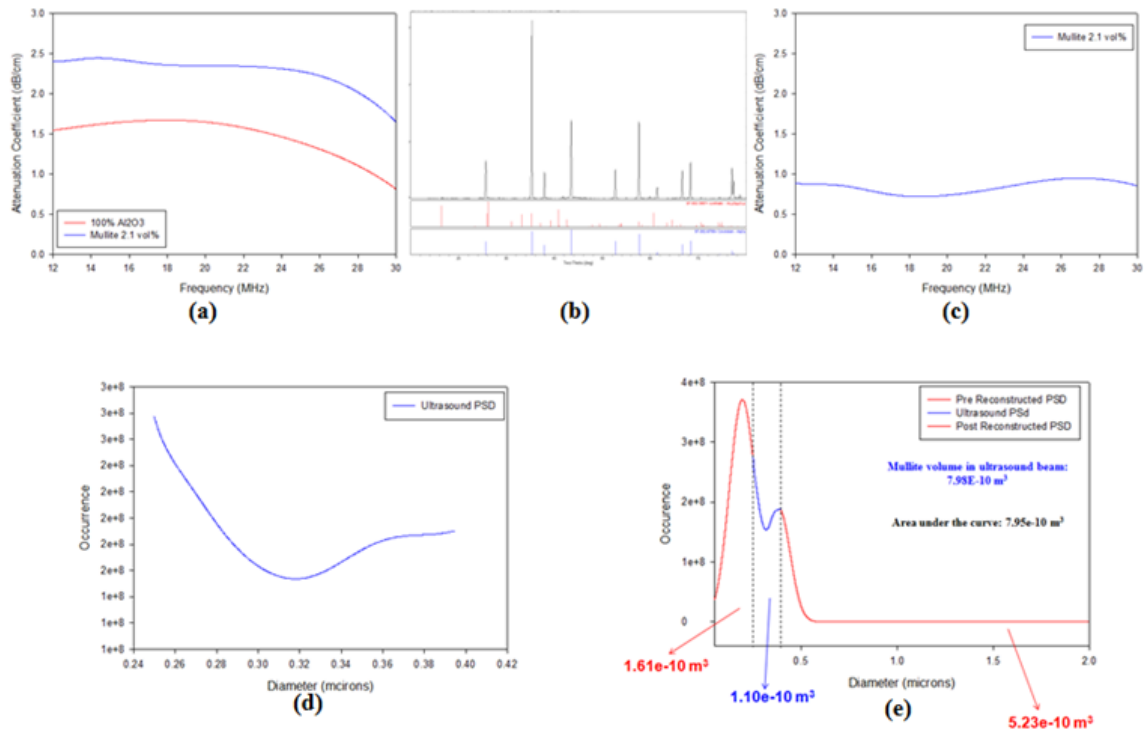 3.0
2.5
2.0
1.5
1.0
0.5
0.0
Attenuation Coefficient (dB/cm)
100% Al2O3
Mullite 2.1 vol%
12 14 16 18 20 22 24 26 28 30
Frequency (MHz)
(a)
(b)
3.0
2.5
2.0
1.5
1.0
0.5
0.0
Attenuation Coefficient (dB/cm)
Mullite 2.1 vol%
12 14 16 18 20 22 24 26 28 30
Frequency (MHz)
(c)
3e+8
3e+8
3e+8
2e+8
2e+8
2e+8
2e+8
2e+8
1e+8
1e+8
1e+8
Occurrence
Ultrasound PSD
0.24 0.26 0.28 0.30 0.32 0.34 0.36 0.38 0.40 0.42
Diameter (mcirons)
(d)
4e+8
3e+8
2e+8
1e+8
0
Occurence
Pre Reconstructed PSD
Ultrasound PSd
Post Reconstructed PSD
Mullite volume in ultrasound beam:
7.98E-10 m³
Area under the curve: 7.95e-10 m³
0.5 1.0 1.5 2.0
Diameter (microns)
1.61e-10 m³
1.10e-10 m³
5.23e-10 m³
(e)